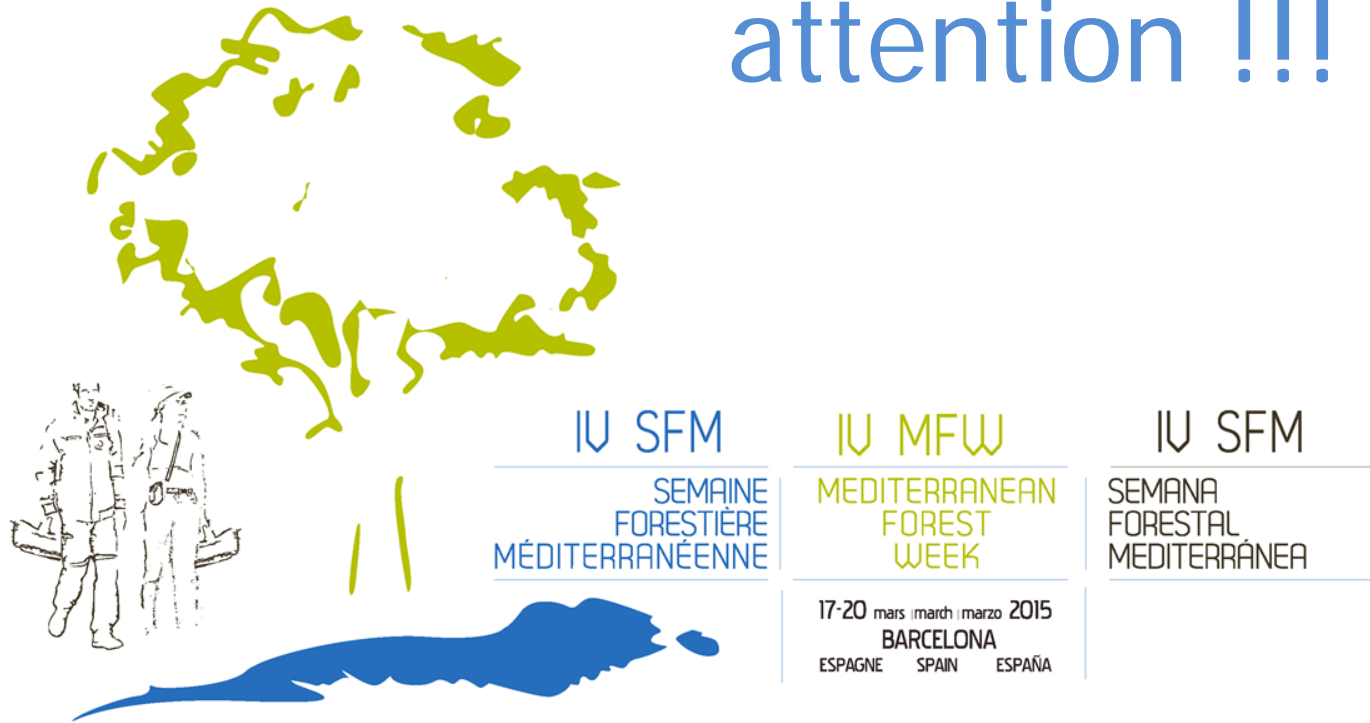 attention !!!
IV SFM
SEMAINE
FORESTIÈRE
MÉDITERRANÉENNE
IV MFW
MEDITERRANEAN
FOREST
WEEK
IV SFM
SEMANA
FORESTAL
MEDITERRÁNEA
17-20 mars | march | marzo 2015
BARCELONA
ESPAGNE SPAIN ESPAÑA